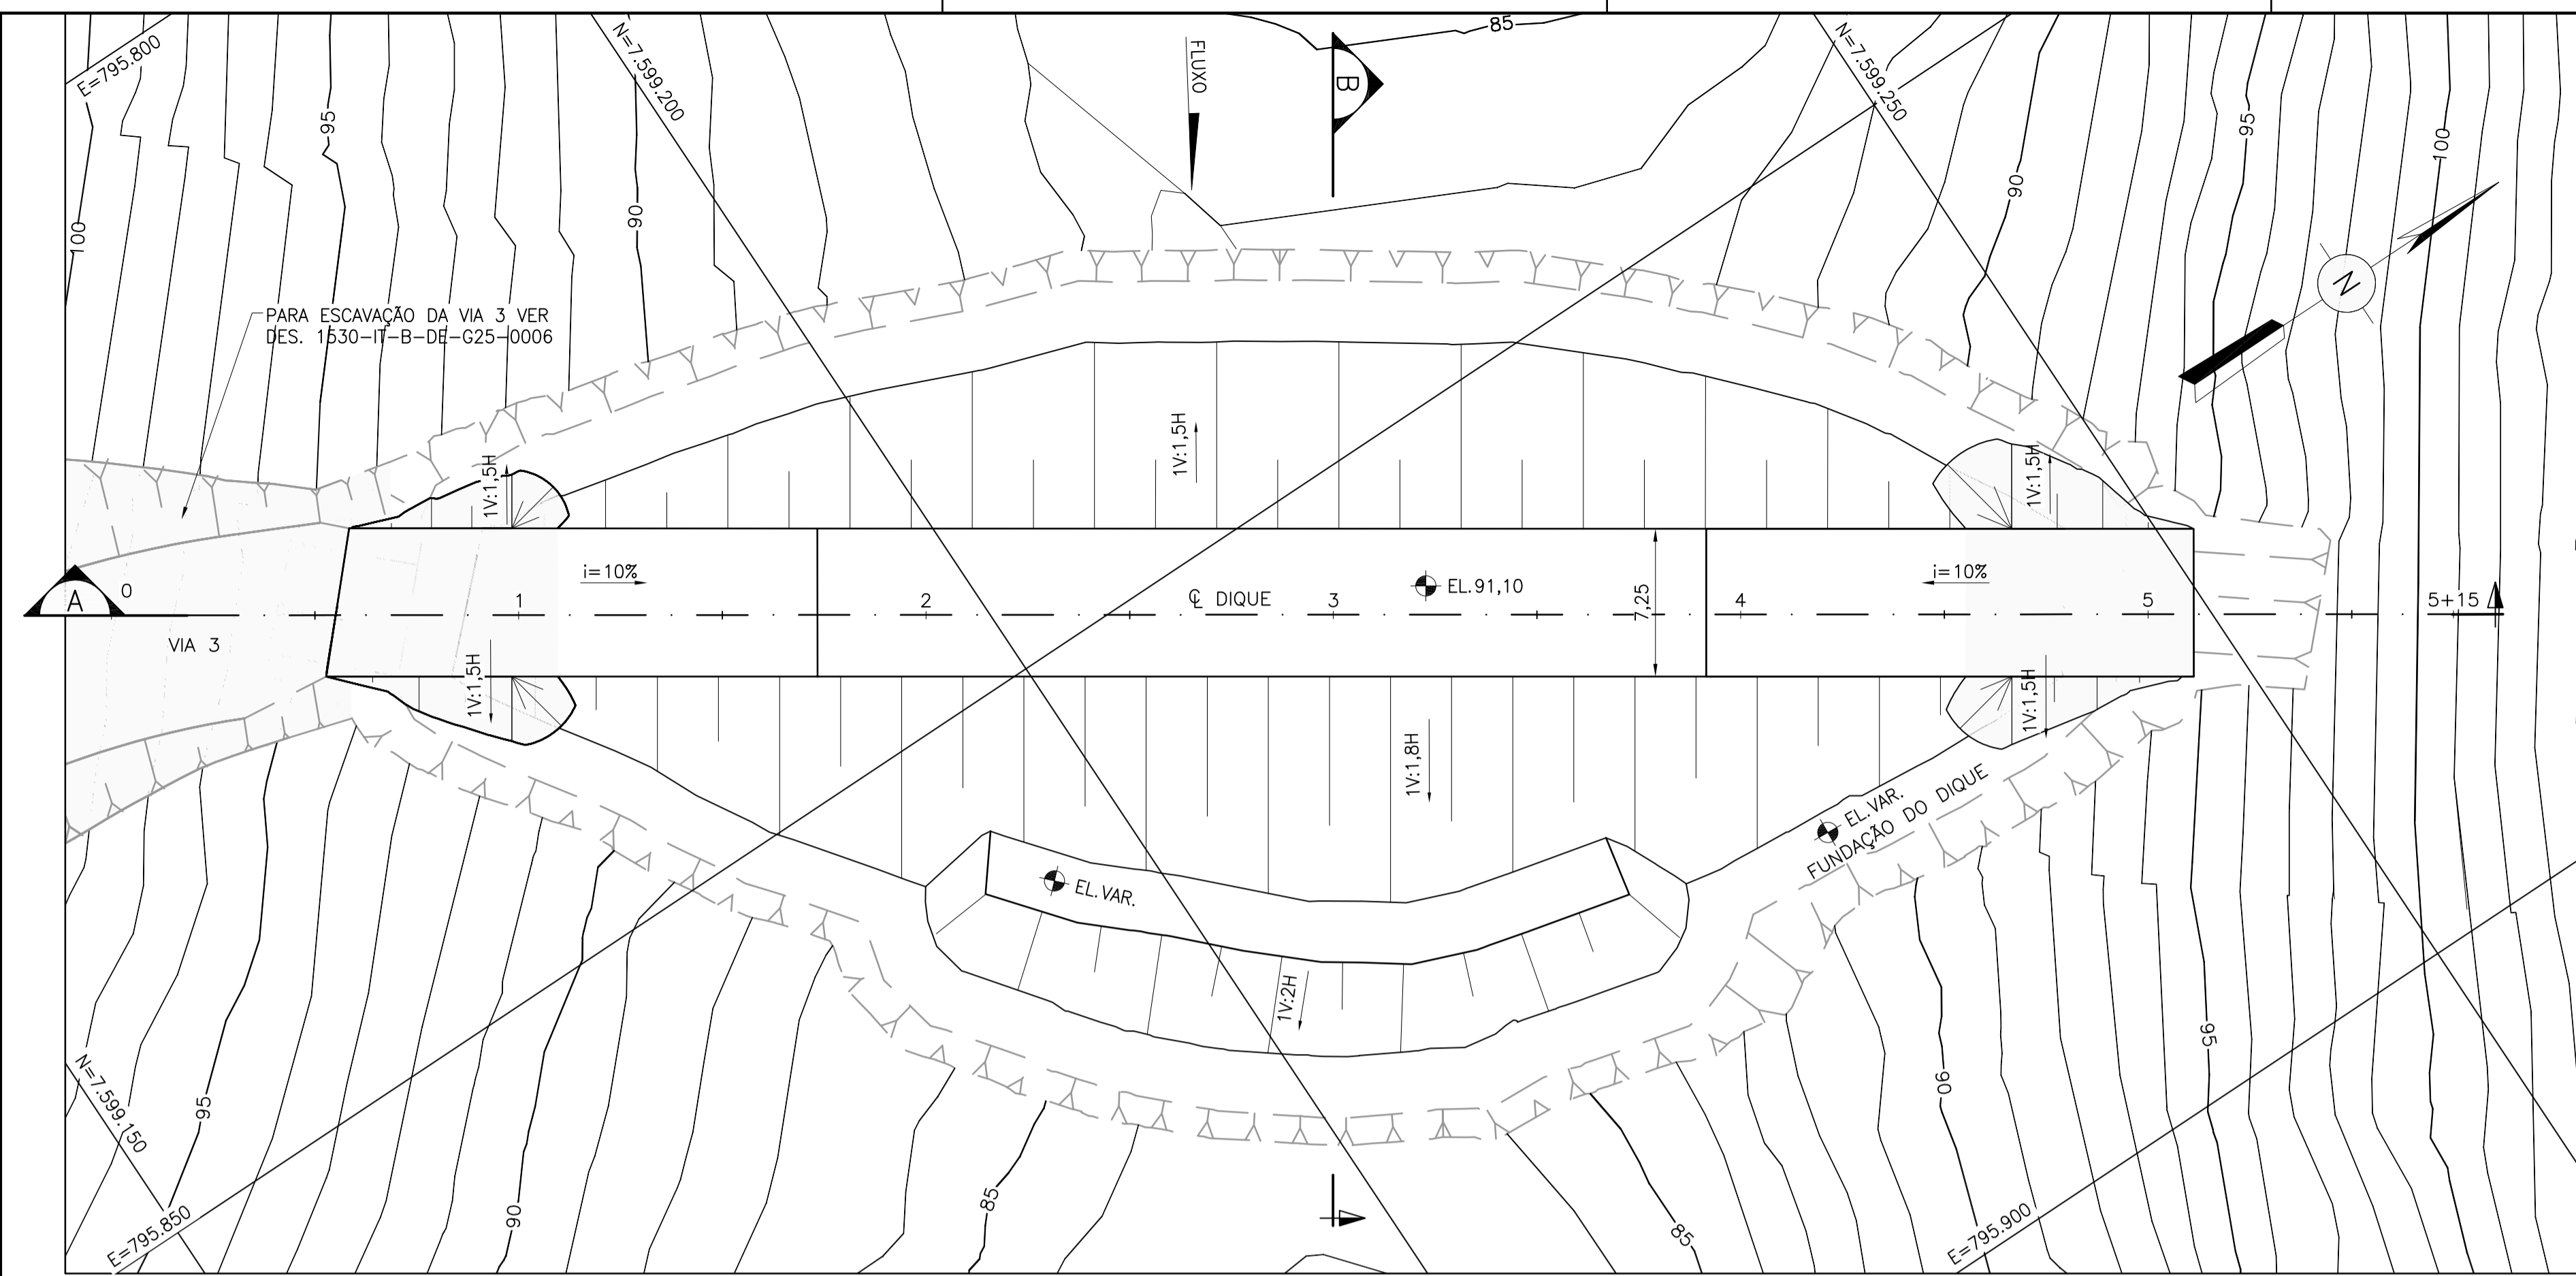 85
E=795.800
N=7.599.200
FLUXO
B
N=7.599.250
95
90
100
95
90
100
N
PARA ESCAVAÇÃO DA VIA 3 VER
DES. 1530-IT-B-DE-G25-0006
1V:1,5H
1V:1,5H
1V:1,5H
i=10%
i=10%
EL.91,10
A
0
1
2
℄ DIQUE
3
7,25
4
5
5+15
VIA 3
1V:1,5H
1V:1,5H
1V:1,8H
EL.VAR.
FUNDAÇÃO DO DIQUE
EL.VAR.
1V:2H
N=7.599.150
95
90
85
85
90
95
E=795.850
E=795.900